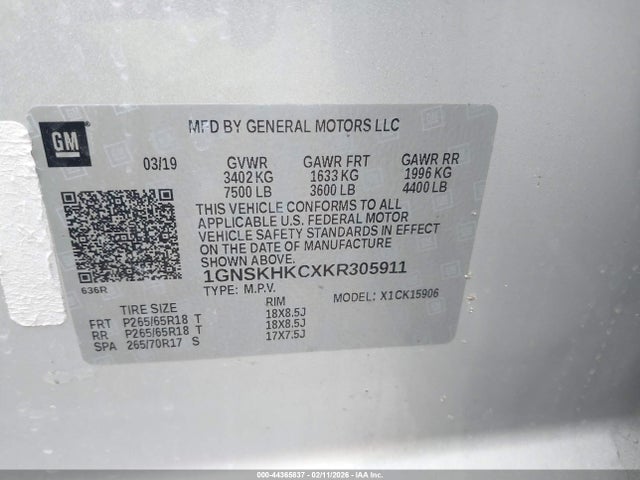 GM
MFD BY GENERAL MOTORS LLC
03/19 GVWR GAWR FRT GAWR RR
3402 KG 1633 KG 1996 KG
7500 LB 3600 LB 4400 LB
THIS VEHICLE CONFORMS TO ALL
APPLICABLE U.S. FEDERAL MOTOR
VEHICLE SAFETY STANDARDS IN EFFECT
ON THE DATE OF MANUFACTURE
SHOWN ABOVE.
636R
1GNSKHKCXKR305911
TYPE: M.P.V. MODEL: X1CK15906
TIRE SIZE RIM
FRT P265/65R18 T 18X8.5J
RR P265/65R18 T 18X8.5J
SPA 265/70R17 S 17X7.5J
000-44365837 - 02/11/2026 - IAAI.COM